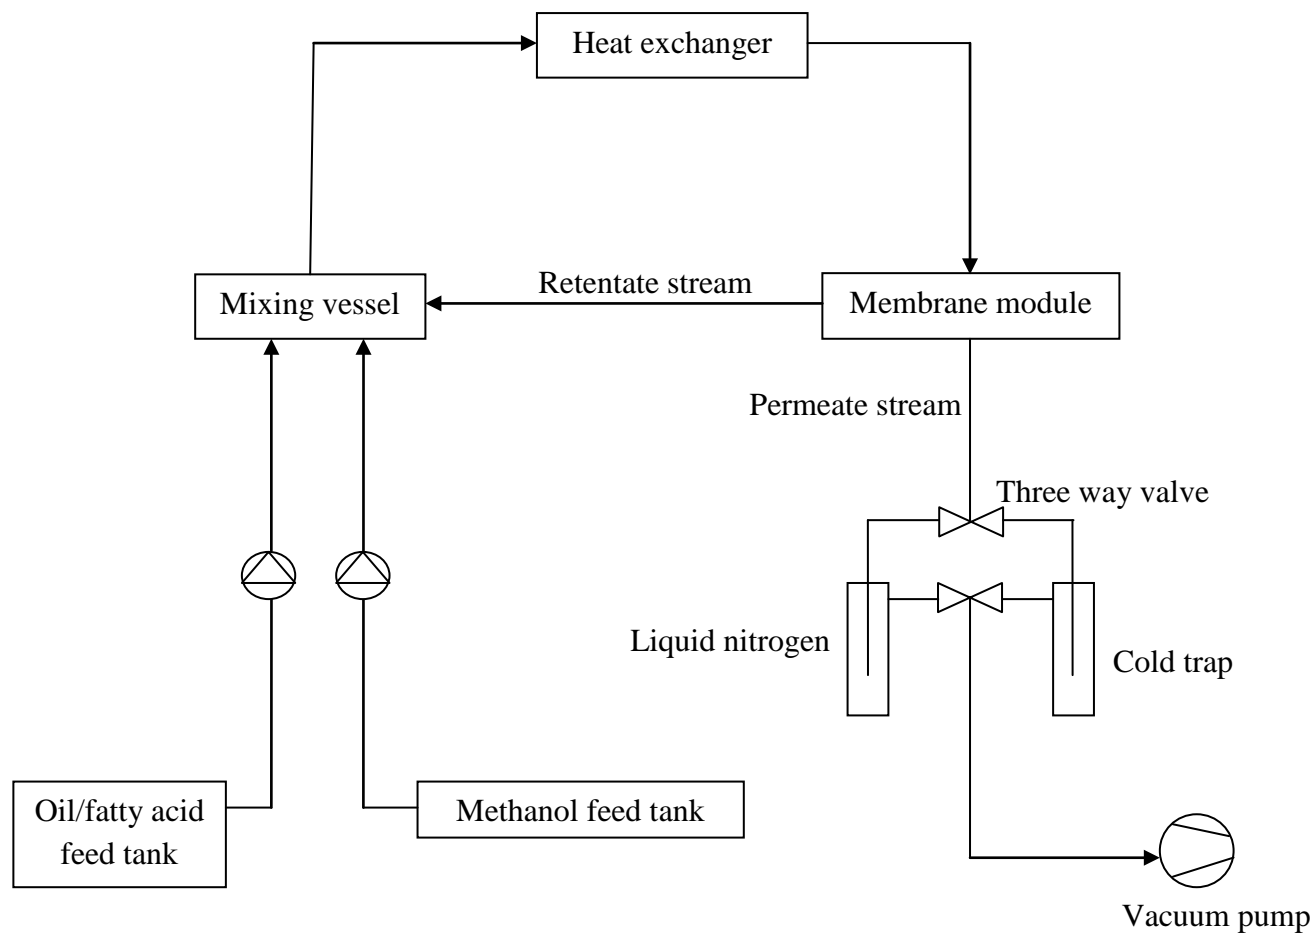 Heat exchanger
Retentate stream
Mixing vessel
Membrane module
Permeate stream
Three way valve
Liquid nitrogen
Cold trap
Oil/fatty acid
feed tank
Methanol feed tank
Vacuum pump